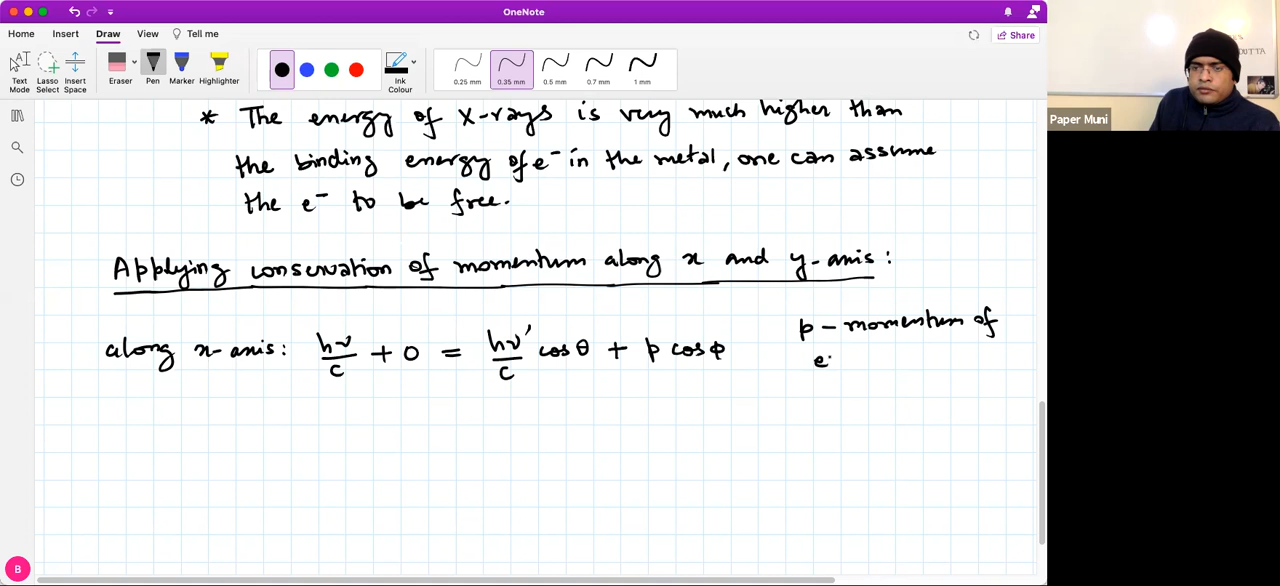 OneNote
Home Insert Draw View Tell me
Share
Text Mode
Lasso Select
Insert Space
Eraser
Pen
Marker
Highlighter
Ink Colour
0.25 mm
0.35 mm
0.5 mm
0.7 mm
1 mm
Paper Muni
* The energy of X-rays is very much higher than
the binding energy of e⁻ in the metal, one can assume
the e⁻ to be free.
Applying conservation of momentum along x and y-axis :
along x-axis: hν/c + 0 = hν'/c cos θ + p cos φ
p – momentum of
e
B